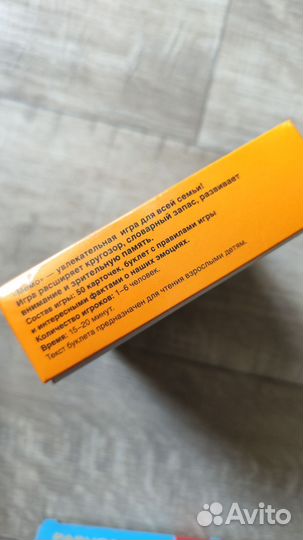 «Мемо» — увлекательная игра для всей семьи!
Игра расширяет кругозор, словарный запас, развивает
внимание и зрительную память.
Состав игры: 50 карточек, буклет с правилами игры
и интересными фактами о наших эмоциях.
Количество игроков: 1–6 человек.
Время: 15–20 минут.
Текст буклета предназначен для чтения взрослыми детям.
Avito